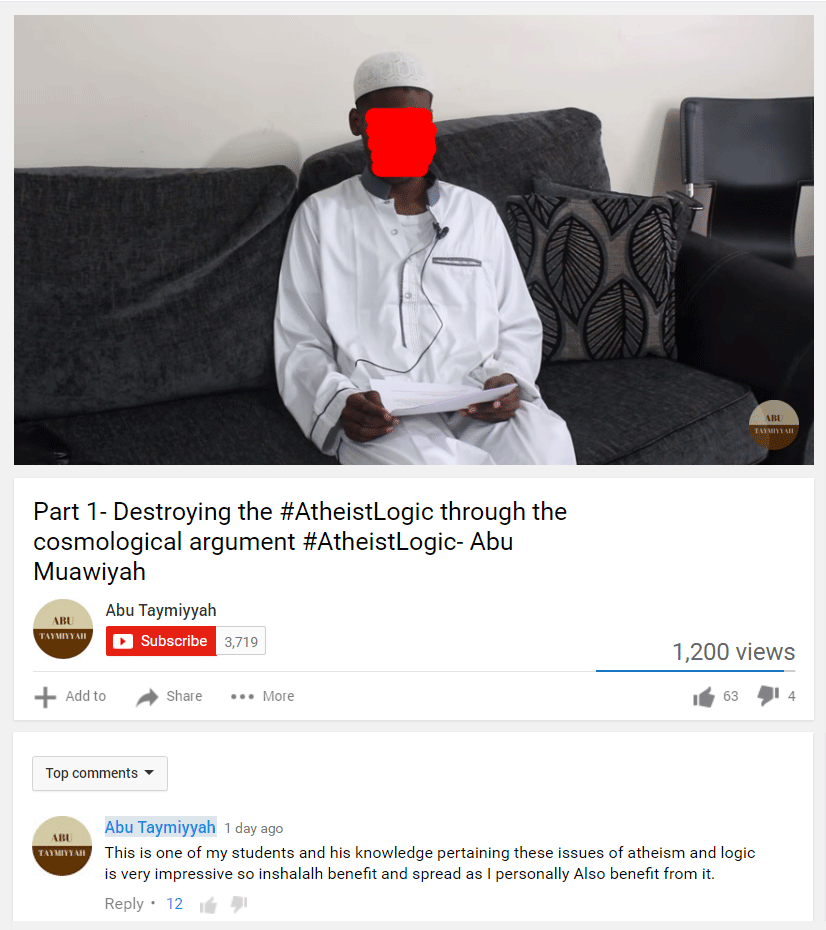 ABU
TAYMIYYAH
Part 1- Destroying the #AtheistLogic through the
cosmological argument #AtheistLogic- Abu
Muawiyah
ABU
TAYMIYYAH
Abu Taymiyyah
Subscribe 3,719
1,200 views
Add to Share More 63 4
Top comments
ABU
TAYMIYYAH
Abu Taymiyyah 1 day ago
This is one of my students and his knowledge pertaining these issues of atheism and logic
is very impressive so inshalalh benefit and spread as I personally Also benefit from it.
Reply • 12